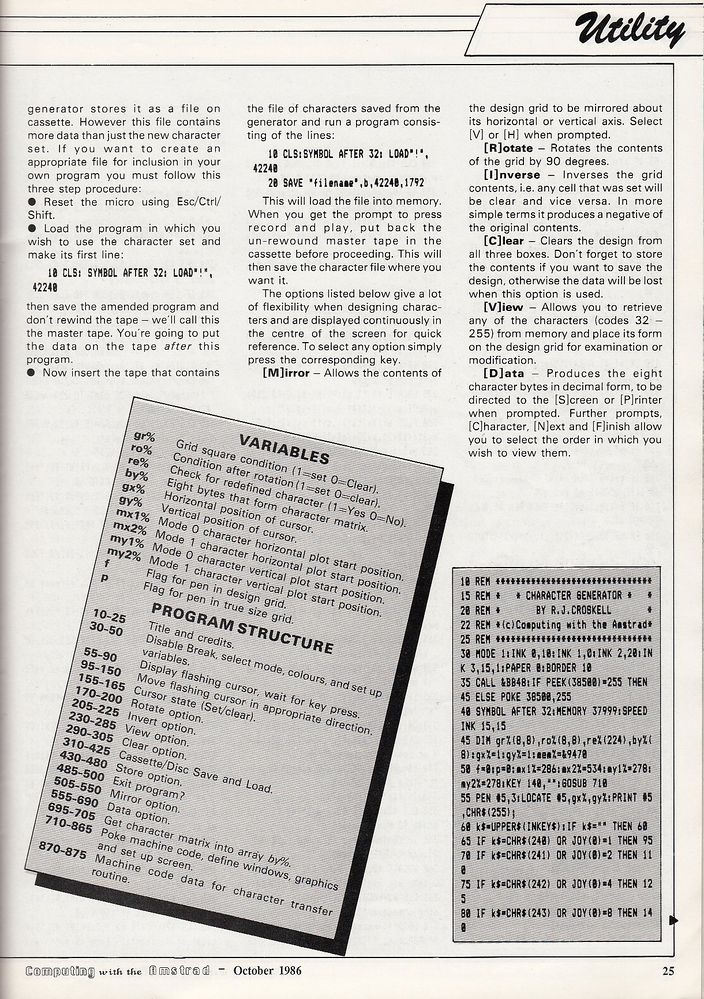 Utility
generator stores it as a file on
cassette. However this file contains
more data than just the new character
set. If you want to create an
appropriate file for inclusion in your
own program you must follow this
three step procedure:
● Reset the micro using Esc/Ctrl/
Shift.
● Load the program in which you
wish to use the character set and
make its first line:
10 CLS: SYMBOL AFTER 32: LOAD"!",
42240
then save the amended program and
don't rewind the tape – we'll call this
the master tape. You're going to put
the data on the tape after this
program.
● Now insert the tape that contains
the file of characters saved from the
generator and run a program consis-
ting of the lines:
10 CLS:SYMBOL AFTER 32: LOAD"!",
42240
20 SAVE "filename",b,42240,1792
This will load the file into memory.
When you get the prompt to press
record and play, put back the
un-rewound master tape in the
cassette before proceeding. This will
then save the character file where you
want it.
The options listed below give a lot
of flexibility when designing charac-
ters and are displayed continuously in
the centre of the screen for quick
reference. To select any option simply
press the corresponding key.
[M]irror – Allows the contents of
the design grid to be mirrored about
its horizontal or vertical axis. Select
[V] or [H] when prompted.
[R]otate – Rotates the contents
of the grid by 90 degrees.
[I]nverse – Inverses the grid
contents, i.e. any cell that was set will
be clear and vice versa. In more
simple terms it produces a negative of
the original contents.
[C]lear – Clears the design from
all three boxes. Don't forget to store
the contents if you want to save the
design, otherwise the data will be lost
when this option is used.
[V]iew – Allows you to retrieve
any of the characters (codes 32 –
255) from memory and place its form
on the design grid for examination or
modification.
[D]ata – Produces the eight
character bytes in decimal form, to be
directed to the [S]creen or [P]rinter
when prompted. Further prompts,
[C]haracter, [N]ext and [F]inish allow
you to select the order in which you
wish to view them.
VARIABLES
gr% Grid square condition (1=set 0=Clear).
ro% Condition after rotation (1=set 0=clear).
re% Check for redefined character (1=Yes 0=No).
by% Eight bytes that form character matrix.
gx% Horizontal position of cursor.
gy% Vertical position of cursor.
mx1% Mode 0 character horizontal plot start position.
mx2% Mode 1 character horizontal plot start position.
my1% Mode 0 character vertical plot start position.
my2% Mode 1 character vertical plot start position.
f Flag for pen in design grid.
p Flag for pen in true size grid.
PROGRAM STRUCTURE
10-25 Title and credits.
30-50 Disable Break, select mode, colours, and set up
variables.
55-90 Display flashing cursor, wait for key press.
95-150 Move flashing cursor in appropriate direction.
155-165 Cursor state (Set/clear).
170-200 Rotate option.
205-225 Invert option.
230-285 View option.
290-305 Clear option.
310-425 Cassette/Disc Save and Load.
430-480 Store option.
485-500 Exit program?
505-550 Mirror option.
555-690 Data option.
695-705 Get character matrix into array by%.
710-865 Poke machine code, define windows, graphics
and set up screen.
870-875 Machine code data for character transfer
routine.
10 REM ********************************
15 REM * * CHARACTER GENERATOR * *
20 REM * BY R.J.CROSKELL *
22 REM *(c)Computing with the Amstrad*
25 REM ********************************
30 MODE 1:INK 0,10:INK 1,0:INK 2,20:IN
K 3,15,1:PAPER 0:BORDER 10
35 CALL &BB48:IF PEEK(38500)=255 THEN
45 ELSE POKE 38500,255
40 SYMBOL AFTER 32:MEMORY 37999:SPEED
INK 15,15
45 DIM gr%(8,8),ro%(8,8),re%(224),by%(
8):gx%=1:gy%=1:mem%=&9470
50 f=0:p=0:mx1%=286:mx2%=534:my1%=278:
my2%=278:KEY 140,"":GOSUB 710
55 PEN #5,3:LOCATE #5,gx%,gy%:PRINT #5
,CHR$(255);
60 k$=UPPER$(INKEY$):IF k$="" THEN 60
65 IF k$=CHR$(240) OR JOY(0)=1 THEN 95
70 IF k$=CHR$(241) OR JOY(0)=2 THEN 11
0
75 IF k$=CHR$(242) OR JOY(0)=4 THEN 12
5
80 IF k$=CHR$(243) OR JOY(0)=8 THEN 14
0
Computing with the Amstrad – October 1986
25